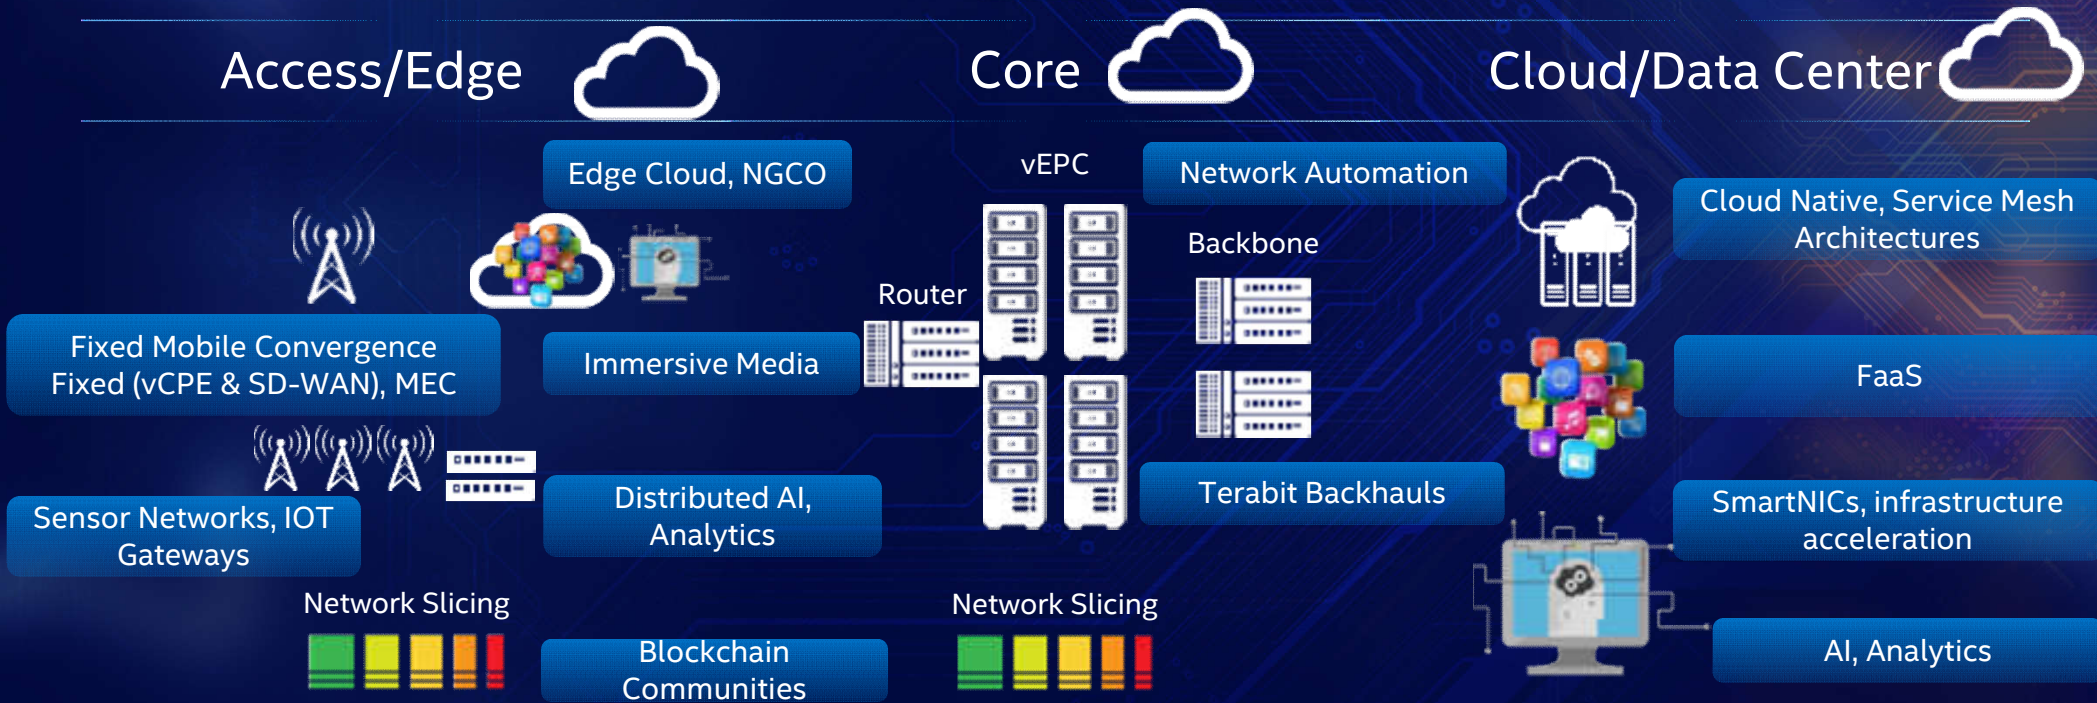 Access/Edge
Core
Cloud/Data Center
Edge Cloud, NGCO
Fixed Mobile Convergence
Fixed (vCPE & SD-WAN), MEC
Immersive Media
Sensor Networks, IOT
Gateways
Distributed AI,
Analytics
Network Slicing
Blockchain
Communities
vEPC
Network Automation
Backbone
Router
Terabit Backhauls
Network Slicing
Cloud Native, Service Mesh
Architectures
FaaS
SmartNICs, infrastructure
acceleration
AI, Analytics